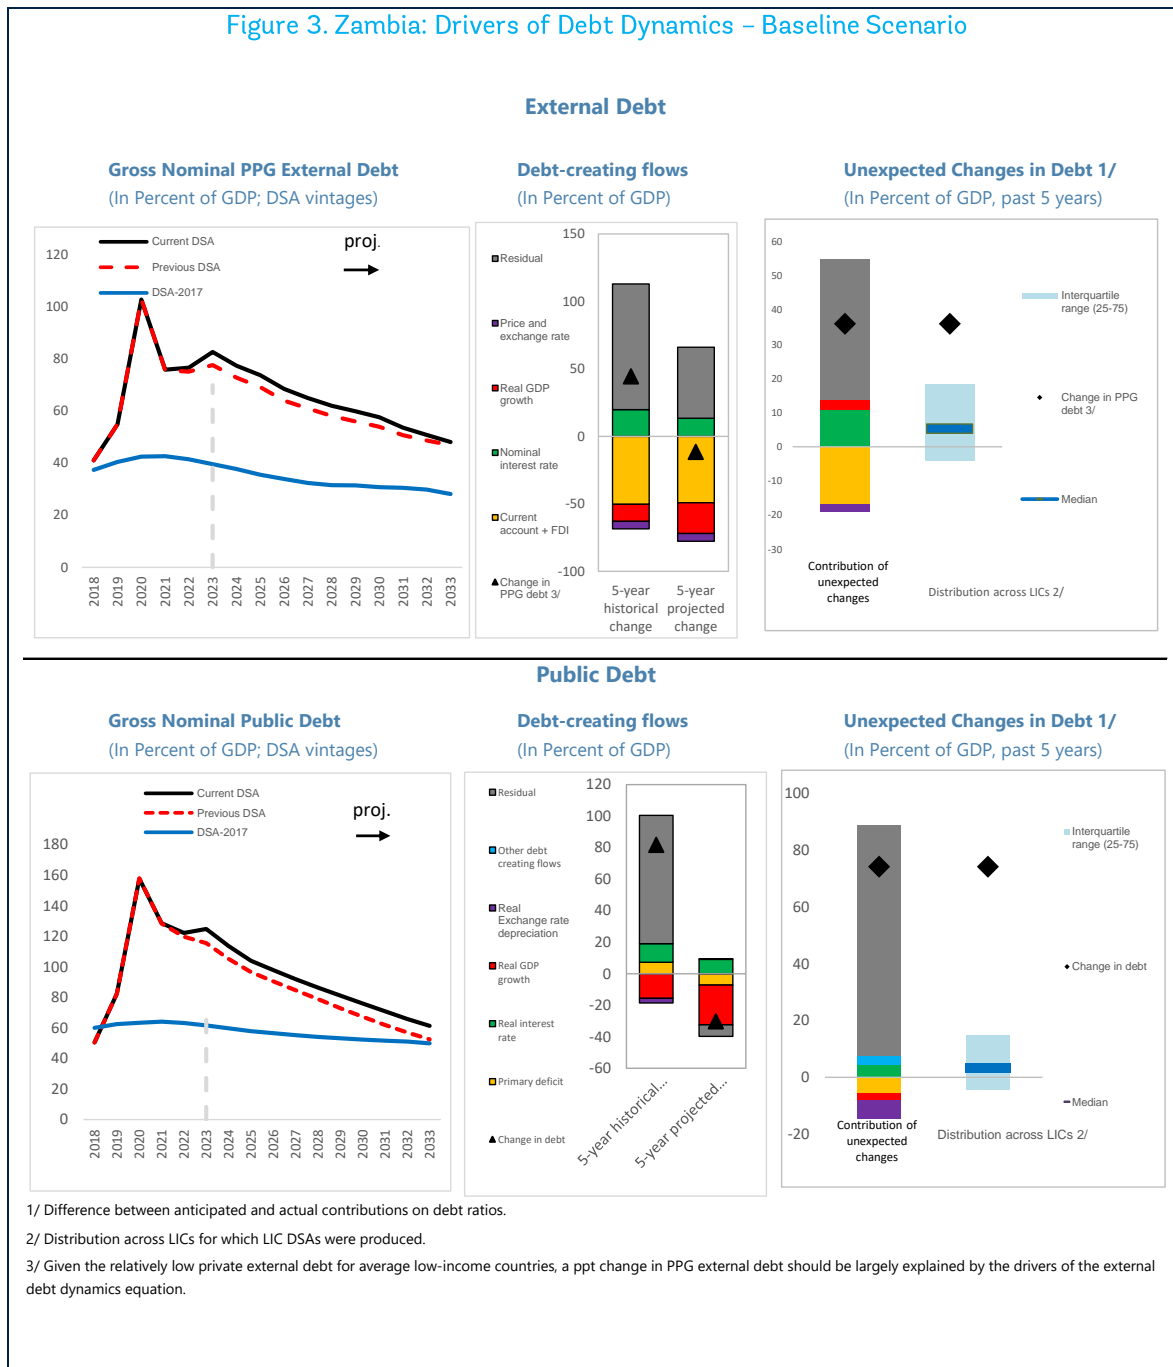 Figure 3. Zambia: Drivers of Debt Dynamics – Baseline Scenario
External Debt
Gross Nominal PPG External Debt
(In Percent of GDP; DSA vintages)
Current DSA
Previous DSA
DSA-2017
proj.
120
100
80
60
40
20
0
2018
2019
2020
2021
2022
2023
2024
2025
2026
2027
2028
2029
2030
2031
2032
2033
Debt-creating flows
(In Percent of GDP)
Residual
Price and
exchange rate
Real GDP
growth
Nominal
interest rate
Current
account + FDI
Change in
PPG debt 3/
150
100
50
0
-50
-100
5-year
historical
change
5-year
projected
change
Unexpected Changes in Debt 1/
(In Percent of GDP, past 5 years)
60
50
40
30
20
10
0
-10
-20
-30
Interquartile
range (25-75)
Change in PPG
debt 3/
Median
Contribution of
unexpected
changes
Distribution across LICs 2/
Public Debt
Gross Nominal Public Debt
(In Percent of GDP; DSA vintages)
Current DSA
Previous DSA
DSA-2017
proj.
180
160
140
120
100
80
60
40
20
0
2018
2019
2020
2021
2022
2023
2024
2025
2026
2027
2028
2029
2030
2031
2032
2033
Debt-creating flows
(In Percent of GDP)
Residual
Other debt
creating flows
Real
Exchange rate
depreciation
Real GDP
growth
Real interest
rate
Primary deficit
Change in debt
120
100
80
60
40
20
0
-20
-40
-60
5-year historical...
5-year projected...
Unexpected Changes in Debt 1/
(In Percent of GDP, past 5 years)
100
80
60
40
20
0
-20
Interquartile
range (25-75)
Change in debt
Median
Contribution of
unexpected
changes
Distribution across LICs 2/
1/ Difference between anticipated and actual contributions on debt ratios.
2/ Distribution across LICs for which LIC DSAs were produced.
3/ Given the relatively low private external debt for average low-income countries, a ppt change in PPG external debt should be largely explained by the drivers of the external
debt dynamics equation.